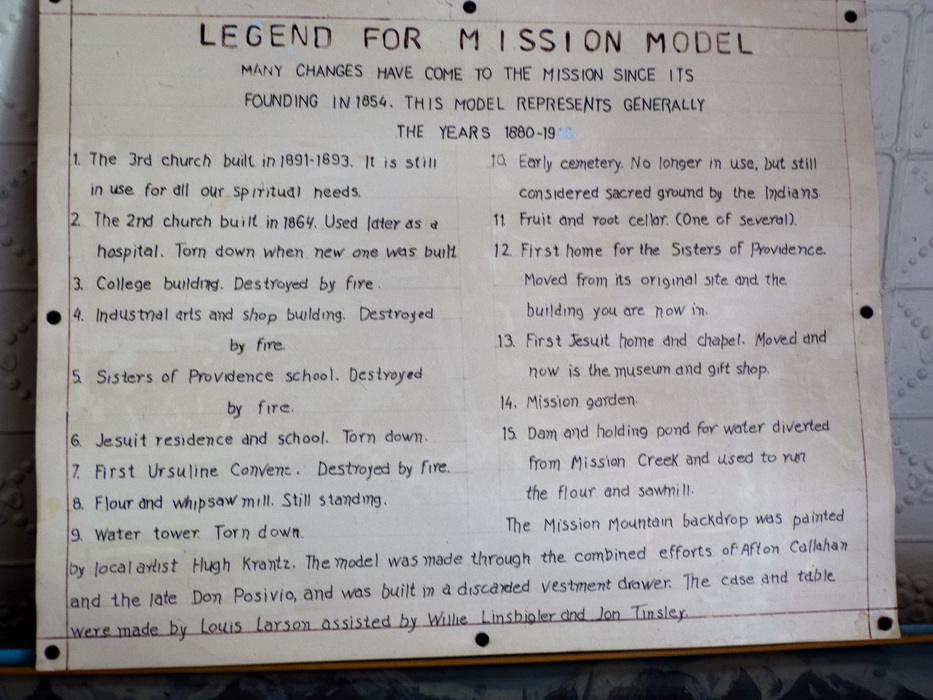 LEGEND FOR MISSION MODEL
MANY CHANGES HAVE COME TO THE MISSION SINCE ITS
FOUNDING IN 1854. THIS MODEL REPRESENTS GENERALLY
THE YEARS 1880-19
1. The 3rd church built in 1891-1893. It is still
in use for all our spiritual needs.
2. The 2nd church built in 1864. Used later as a
hospital. Torn down when new one was built
3. College building. Destroyed by fire.
4. Industrial arts and shop building. Destroyed
by fire
5. Sisters of Providence school. Destroyed
by fire.
6. Jesuit residence and school. Torn down.
7. First Ursuline Convent. Destroyed by fire.
8. Flour and whipsaw mill. Still standing.
9. Water tower. Torn down.
10. Early cemetery. No longer in use, but still
considered sacred ground by the Indians.
11. Fruit and root cellar. (One of several).
12. First home for the Sisters of Providence.
Moved from its original site and the
building you are now in.
13. First Jesuit home and chapel. Moved and
now is the museum and gift shop.
14. Mission garden.
15. Dam and holding pond for water diverted
from Mission Creek and used to run
the flour and sawmill.
The Mission Mountain backdrop was painted
by local artist Hugh Krantz. The model was made through the combined efforts of Afton Callahan
and the late Don Posivio, and was built in a discarded vestment drawer. The case and table
were made by Louis Larson assisted by Willie Linsbigler and Jon Tinsley.